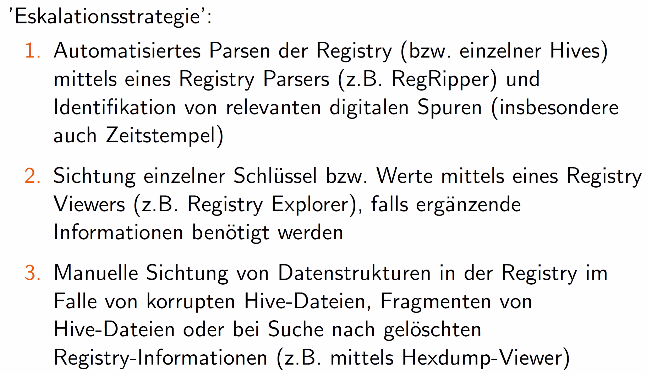 'Eskalationsstrategie':
1. Automatisiertes Parsen der Registry (bzw. einzelner Hives)
mittels eines Registry Parsers (z.B. RegRipper) und
Identifikation von relevanten digitalen Spuren (insbesondere
auch Zeitstempel)
2. Sichtung einzelner Schlüssel bzw. Werte mittels eines Registry
Viewers (z.B. Registry Explorer), falls ergänzende
Informationen benötigt werden
3. Manuelle Sichtung von Datenstrukturen in der Registry im
Falle von korrupten Hive-Dateien, Fragmenten von
Hive-Dateien oder bei Suche nach gelöschten
Registry-Informationen (z.B. mittels Hexdump-Viewer)